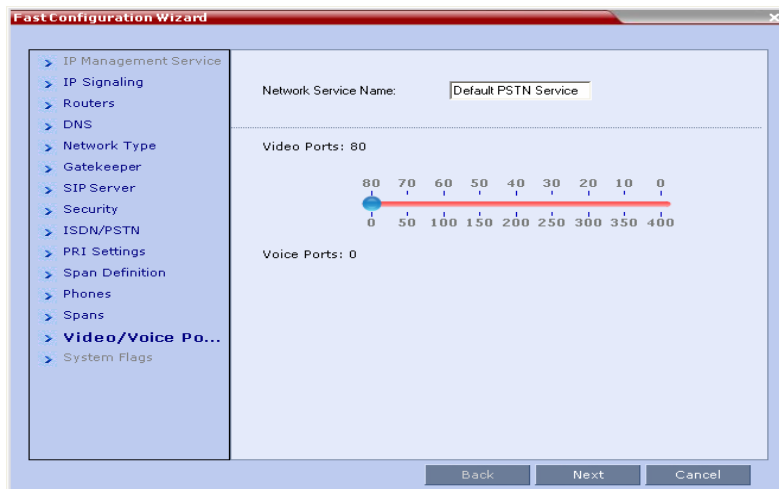 Fast Configuration Wizard
IP Management Service
IP Signaling
Routers
DNS
Network Type
Gatekeeper
SIP Server
Security
ISDN/PSTN
PRI Settings
Span Definition
Phones
Spans
Video/Voice Po...
System Flags
Network Service Name: Default PSTN Service
Video Ports: 80
80 70 60 50 40 30 20 10 0
0 50 100 150 200 250 300 350 400
Voice Ports: 0
Back Next Cancel